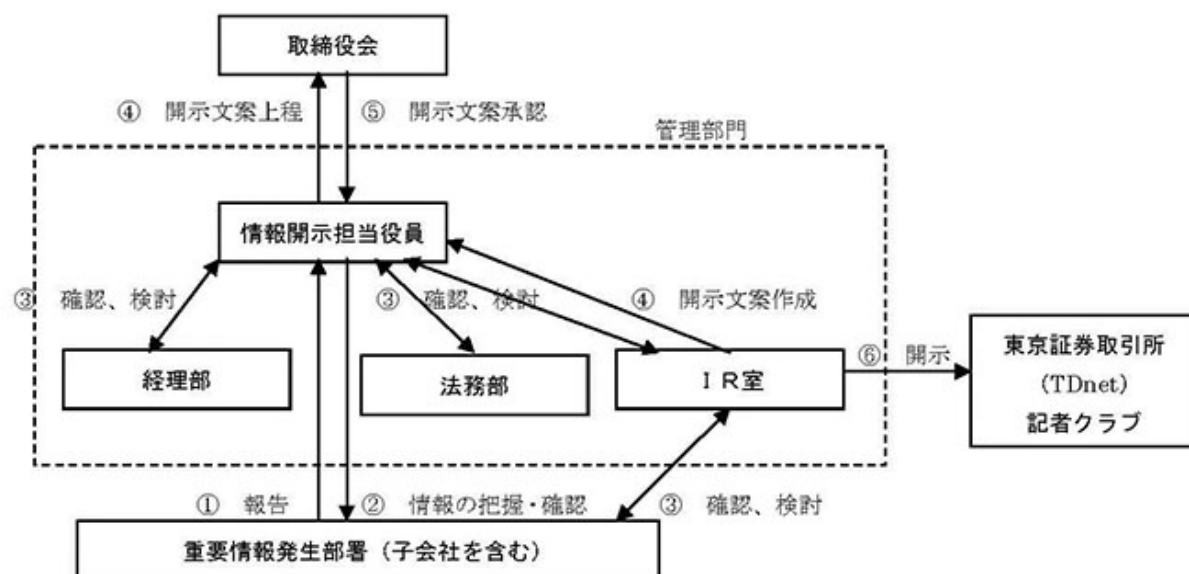 取締役会
④ 開示文案上程
⑤ 開示文案承認
管理部門
情報開示担当役員
③ 確認、検討
③ 確認、検討
④ 開示文案作成
経理部
法務部
ＩＲ室
⑥ 開示
東京証券取引所
(TDnet)
記者クラブ
① 報告
② 情報の把握・確認
③ 確認、検討
重要情報発生部署（子会社を含む）